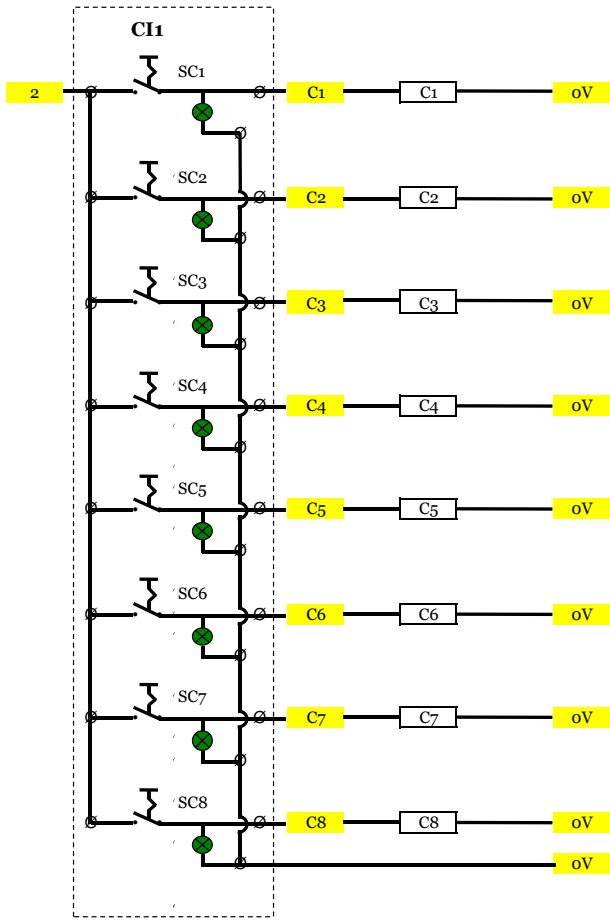 CI1
SC1
2 C1 C1 0V
SC2
C2 C2 0V
SC3
C3 C3 0V
SC4
C4 C4 0V
SC5
C5 C5 0V
SC6
C6 C6 0V
SC7
C7 C7 0V
SC8
C8 C8 0V
0V